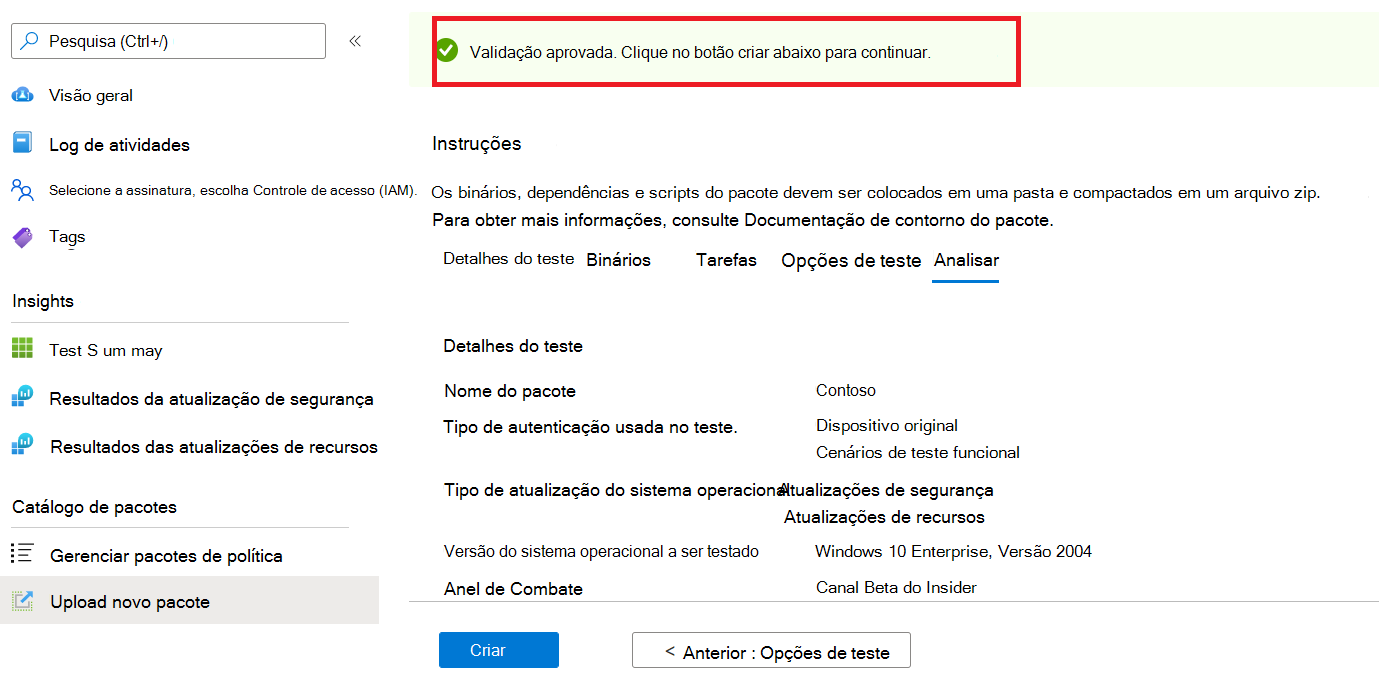 Pesquisa (Ctrl+/)
Visão geral
Log de atividades
Selecione a assinatura, escolha Controle de acesso (IAM).
Tags
Insights
Test S um may
Resultados da atualização de segurança
Resultados das atualizações de recursos
Catálogo de pacotes
Gerenciar pacotes de política
Upload novo pacote
Validação aprovada. Clique no botão criar abaixo para continuar.
Instruções
Os binários, dependências e scripts do pacote devem ser colocados em uma pasta e compactados em um arquivo zip.
Para obter mais informações, consulte Documentação de contorno do pacote.
Detalhes do teste Binários Tarefas Opções de teste Analisar
Detalhes do teste
Nome do pacote Contoso
Tipo de autenticação usada no teste. Dispositivo original
Cenários de teste funcional
Tipo de atualização do sistema operacional Atualizações de segurança
Atualizações de recursos
Versão do sistema operacional a ser testado Windows 10 Enterprise, Versão 2004
Anel de Combate Canal Beta do Insider
Criar < Anterior : Opções de teste